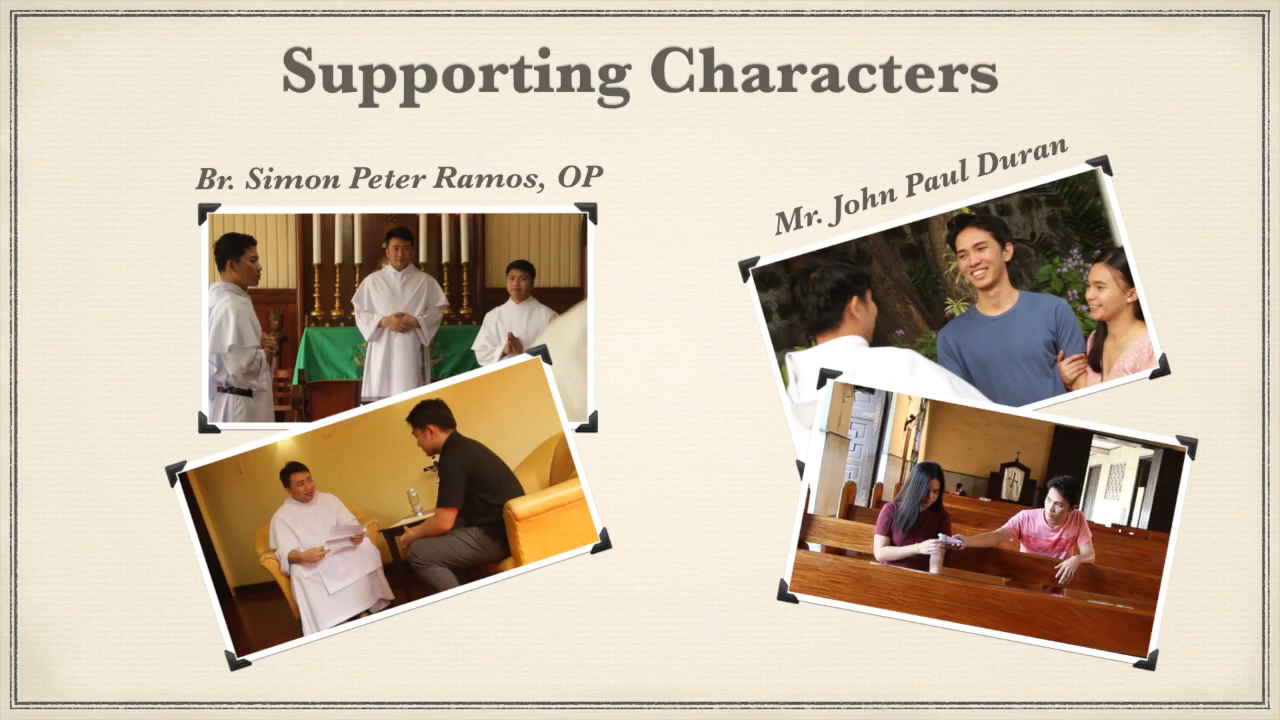 Supporting Characters
Br. Simon Peter Ramos, OP
Mr. John Paul Duran